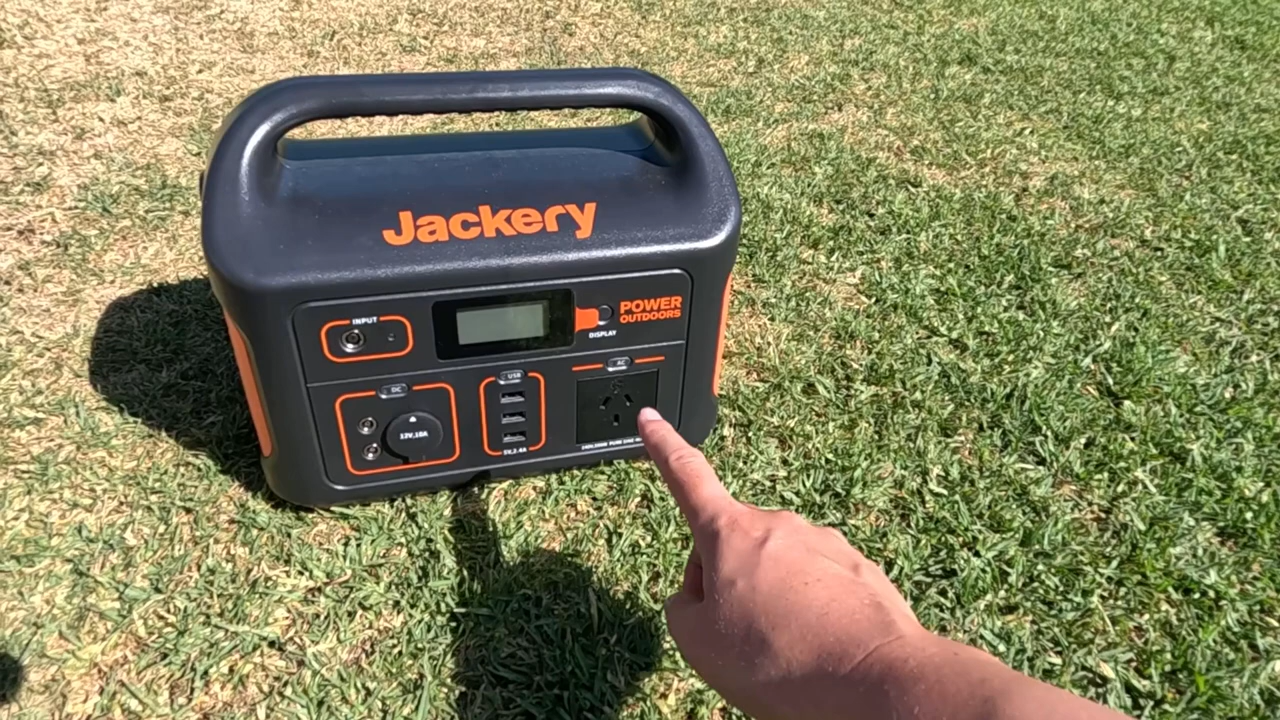 Jackery
INPUT
POWER
OUTDOORS
DISPLAY
DC
USB
AC
12V,10A
5V,2.4A